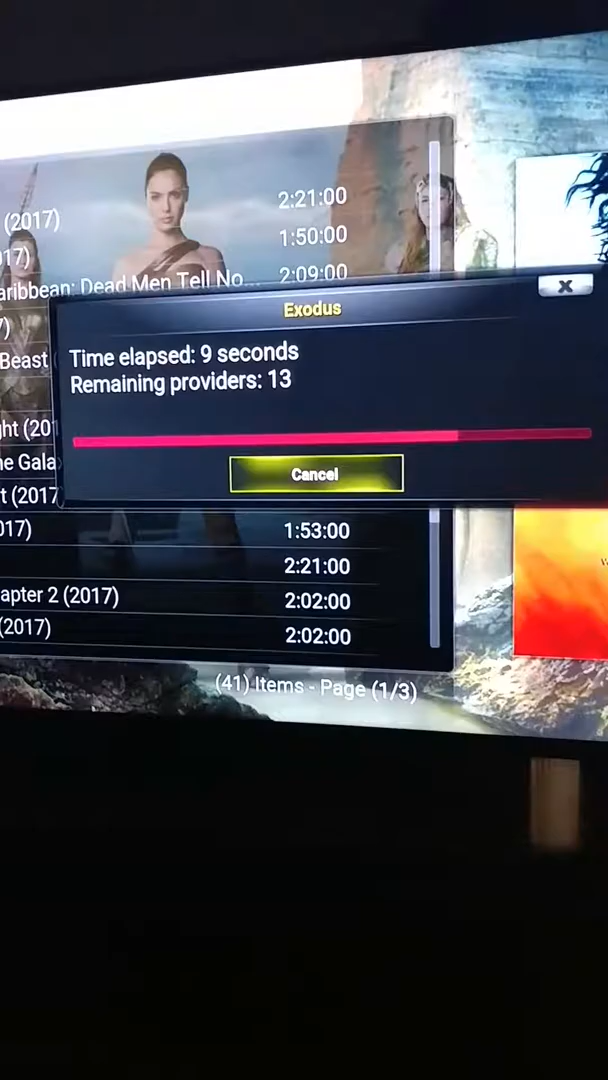 (2017)
2:21:00
17)
1:50:00
aribbean: Dead Men Tell No...
2:09:00
7)
Exodus
X
Time elapsed: 9 seconds
Remaining providers: 13
Beast
ght (201
ne Gala
t (2017
Cancel
017)
1:53:00
2:21:00
apter 2 (2017)
2:02:00
(2017)
2:02:00
(41) Items - Page (1/3)